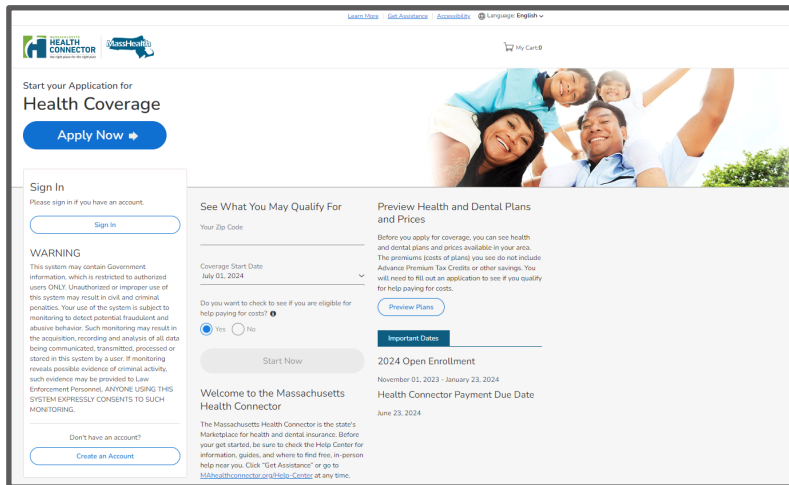 Learn More | Get Assistance | Accessibility Language: English
MASSACHUSETTS
HEALTH
CONNECTOR
the right place for the right plan
MassHealth
My Cart:0
Start your Application for
Health Coverage
Apply Now
Sign In
Please sign in if you have an account.
Sign In
WARNING
This system may contain Government
information, which is restricted to authorized
users ONLY. Unauthorized or improper use of
this system may result in civil and criminal
penalties. Your use of the system is subject to
monitoring to detect potential fraudulent and
abusive behavior. Such monitoring may result in
the acquisition, recording and analysis of all data
being communicated, transmitted, processed or
stored in this system by a user. If monitoring
reveals possible evidence of criminal activity,
such evidence may be provided to Law
Enforcement Personnel. ANYONE USING THIS
SYSTEM EXPRESSLY CONSENTS TO SUCH
MONITORING.
Don't have an account?
Create an Account
See What You May Qualify For
Your Zip Code
Coverage Start Date
July 01, 2024
Do you want to check to see if you are eligible for
help paying for costs?
Yes No
Start Now
Welcome to the Massachusetts
Health Connector
The Massachusetts Health Connector is the state's
Marketplace for health and dental insurance. Before
your get started, be sure to check the Help Center for
information, guides, and where to find free, in-person
help near you. Click "Get Assistance" or go to
MAhealthconnector.org/Help-Center at any time.
Preview Health and Dental Plans
and Prices
Before you apply for coverage, you can see health
and dental plans and prices available in your area.
The premiums (costs of plans) you see do not include
Advance Premium Tax Credits or other savings. You
will need to fill out an application to see if you qualify
for help paying for costs.
Preview Plans
Important Dates
2024 Open Enrollment
November 01, 2023 - January 23, 2024
Health Connector Payment Due Date
June 23, 2024